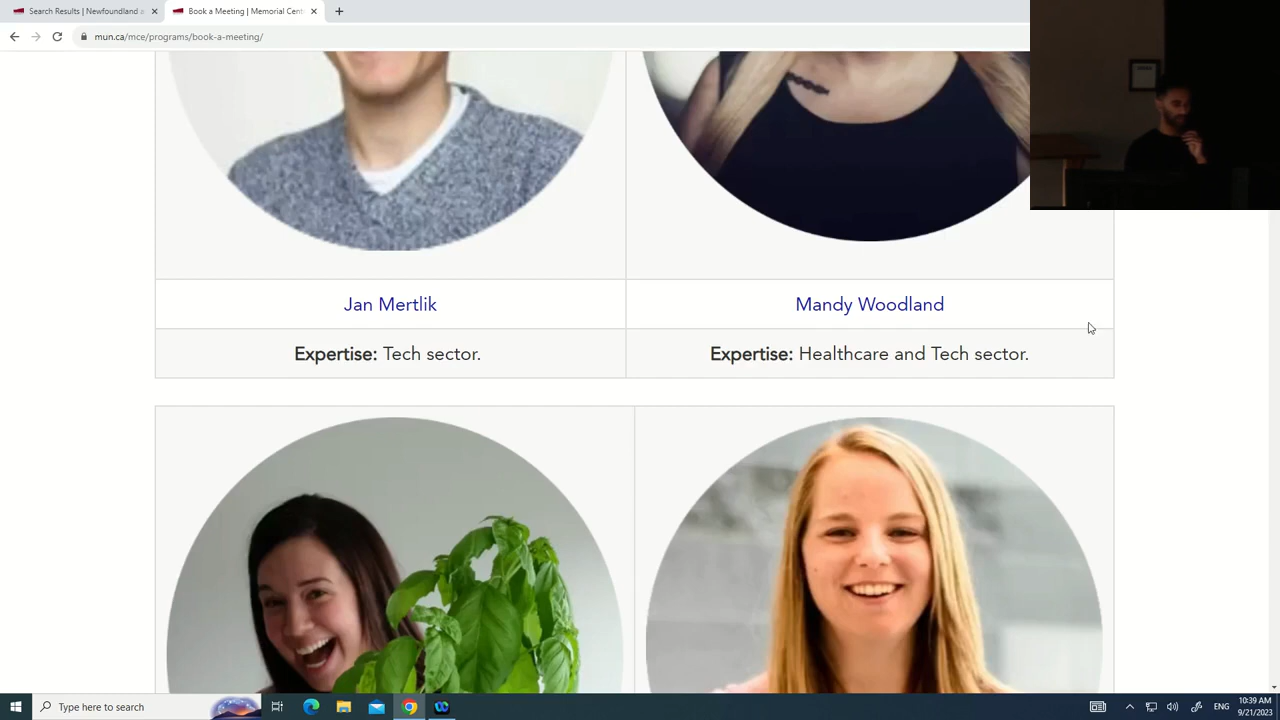 Search Results | Newfoundland a
Book a Meeting | Memorial Cent
mun.ca/mce/programs/book-a-meeting/
Jan Mertlik
Mandy Woodland
Expertise: Tech sector.
Expertise: Healthcare and Tech sector.
Type here to search
ENG
10:39 AM
9/21/2023